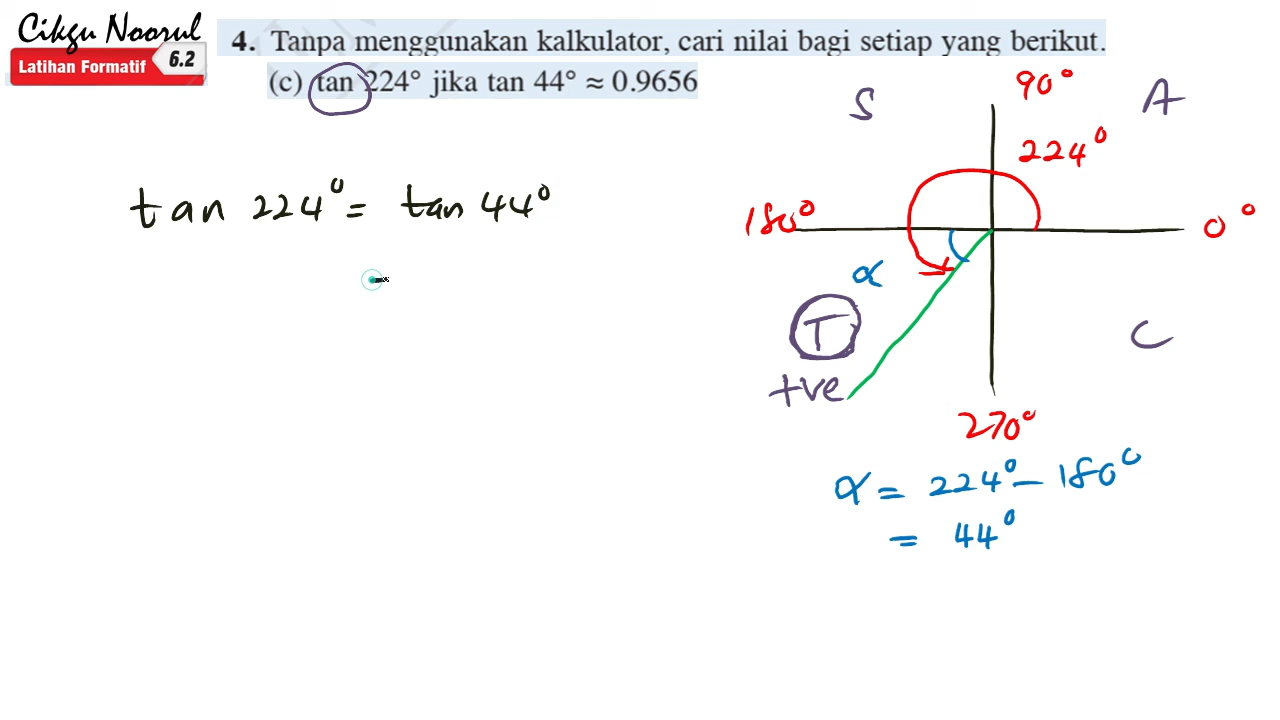 Cikgu Noorul
Latihan Formatif 6.2
4. Tanpa menggunakan kalkulator, cari nilai bagi setiap yang berikut.
(c) tan 224° jika tan 44° ≈ 0.9656
S
90°
A
224°
tan 224° = tan 44°
180°
0°
α
T
C
+ve
270°
α = 224° – 180°
= 44°